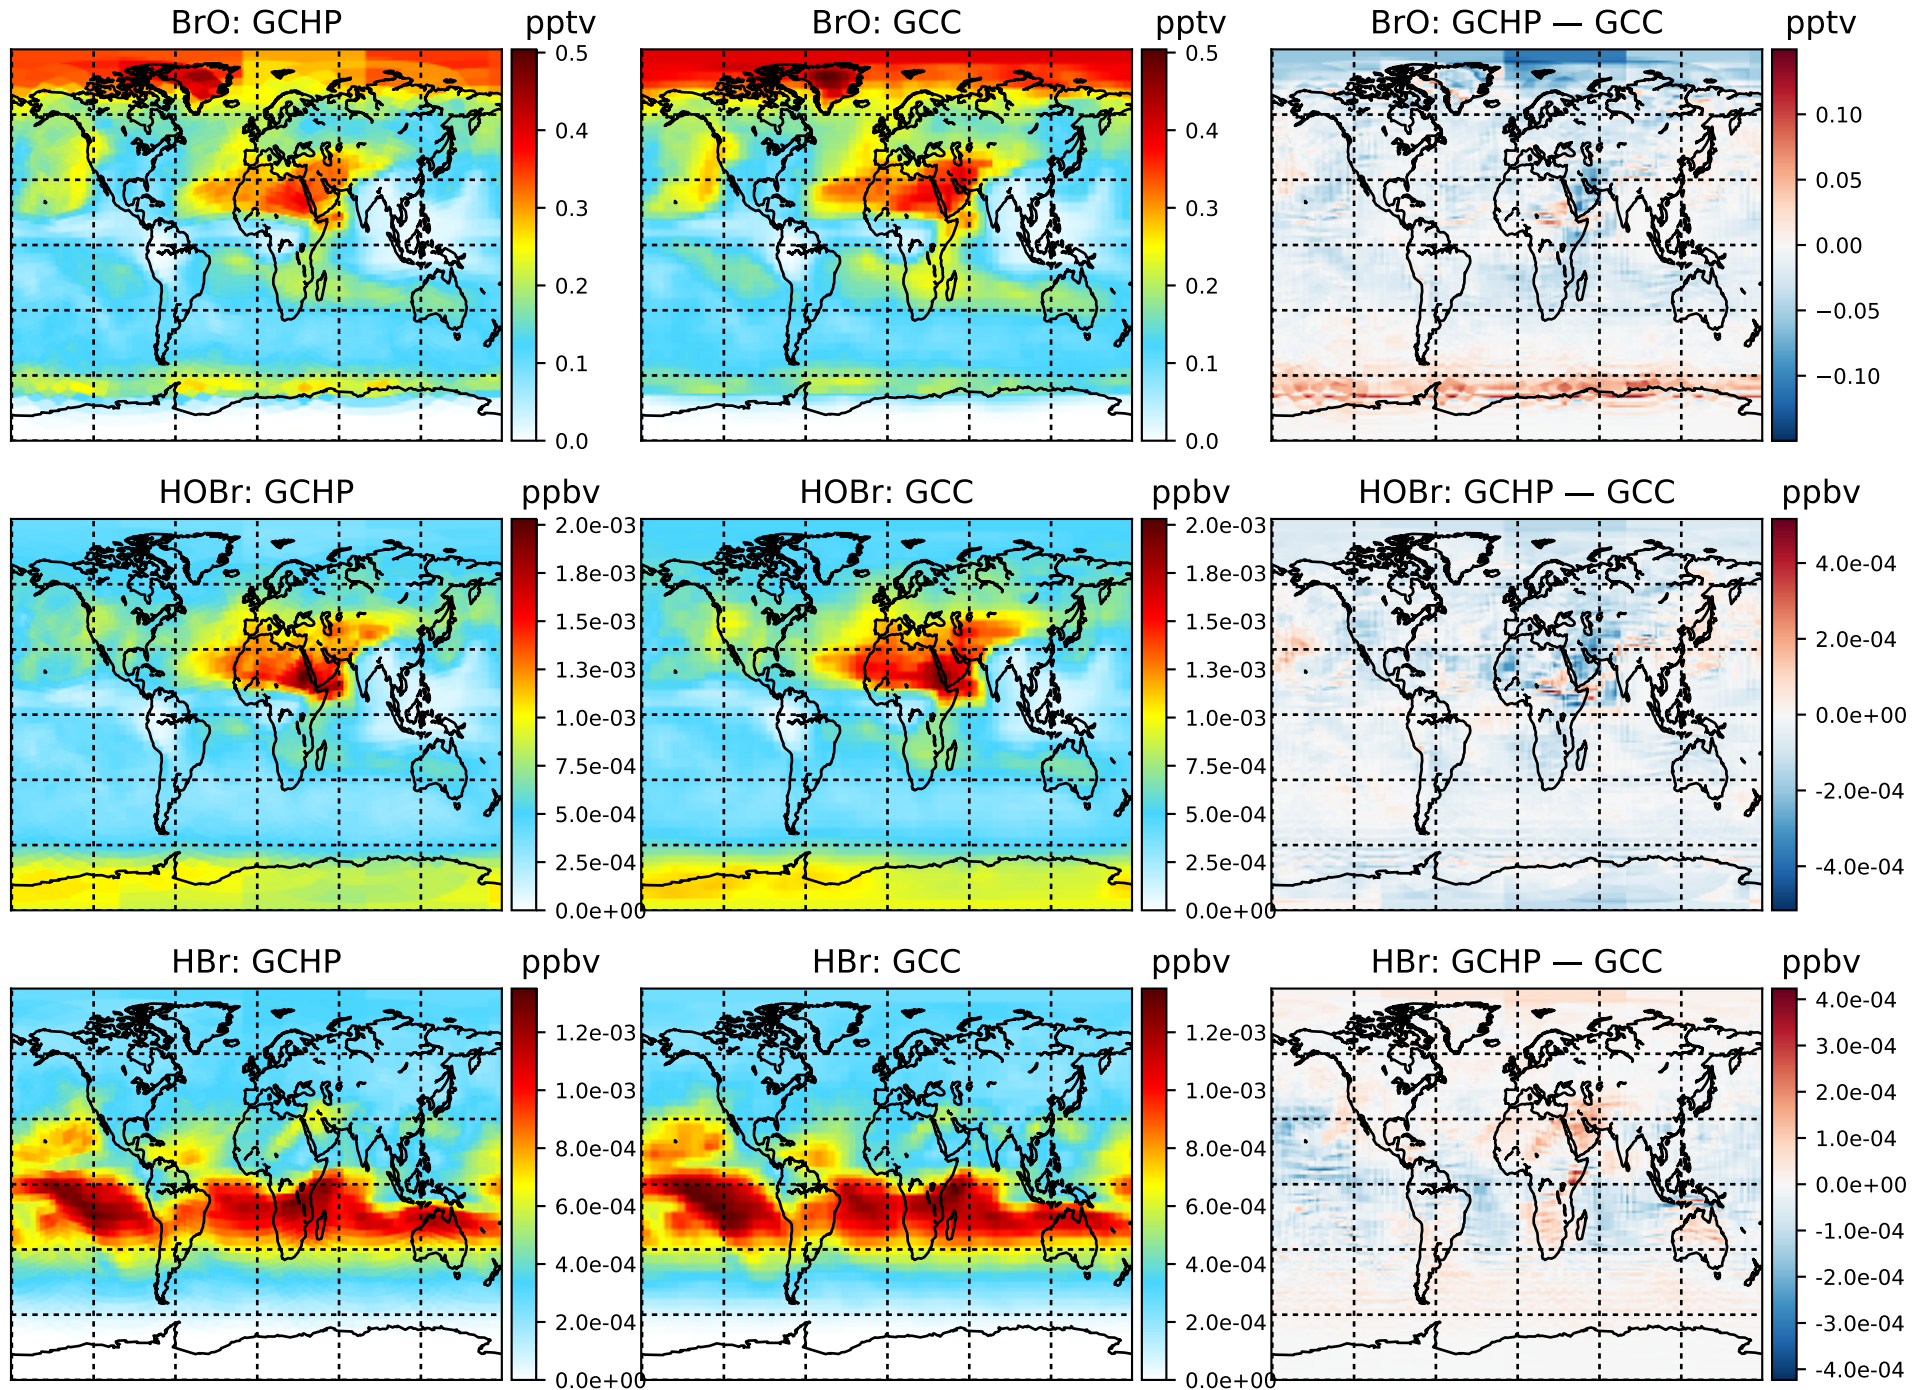 BrO: GCHP
pptv
BrO: GCC
pptv
BrO: GCHP — GCC
pptv
0.5
0.4
0.3
0.2
0.1
0.0
0.5
0.4
0.3
0.2
0.1
0.0
0.10
0.05
0.00
−0.05
−0.10
HOBr: GCHP
ppbv
HOBr: GCC
ppbv
HOBr: GCHP — GCC
ppbv
2.0e-03
1.8e-03
1.5e-03
1.3e-03
1.0e-03
7.5e-04
5.0e-04
2.5e-04
0.0e+00
2.0e-03
1.8e-03
1.5e-03
1.3e-03
1.0e-03
7.5e-04
5.0e-04
2.5e-04
0.0e+00
4.0e-04
2.0e-04
0.0e+00
-2.0e-04
-4.0e-04
HBr: GCHP
ppbv
HBr: GCC
ppbv
HBr: GCHP — GCC
ppbv
1.2e-03
1.0e-03
8.0e-04
6.0e-04
4.0e-04
2.0e-04
0.0e+00
1.2e-03
1.0e-03
8.0e-04
6.0e-04
4.0e-04
2.0e-04
0.0e+00
4.0e-04
3.0e-04
2.0e-04
1.0e-04
0.0e+00
-1.0e-04
-2.0e-04
-3.0e-04
-4.0e-04